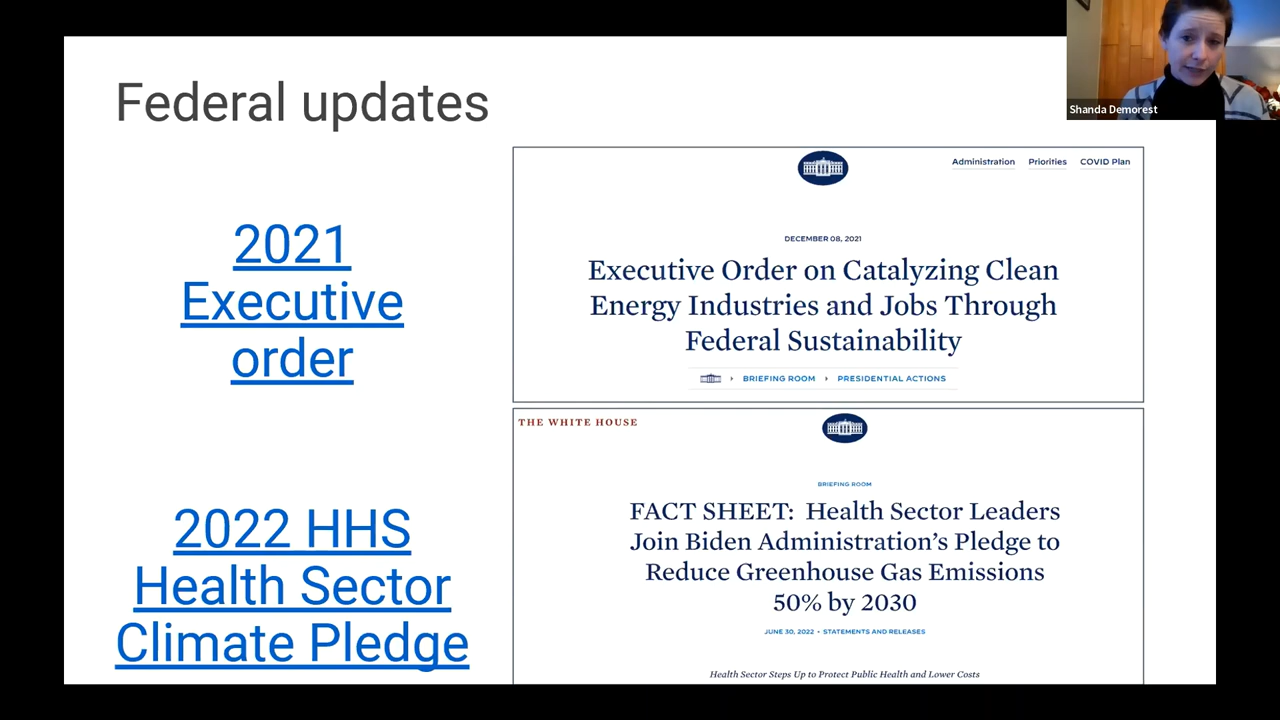 Shanda Demorest
Federal updates
2021
Executive
order
2022 HHS
Health Sector
Climate Pledge
Administration Priorities COVID Plan
DECEMBER 08, 2021
Executive Order on Catalyzing Clean
Energy Industries and Jobs Through
Federal Sustainability
BRIEFING ROOM › PRESIDENTIAL ACTIONS
THE WHITE HOUSE
BRIEFING ROOM
FACT SHEET: Health Sector Leaders
Join Biden Administration’s Pledge to
Reduce Greenhouse Gas Emissions
50% by 2030
JUNE 30, 2022 • STATEMENTS AND RELEASES
Health Sector Steps Up to Protect Public Health and Lower Costs